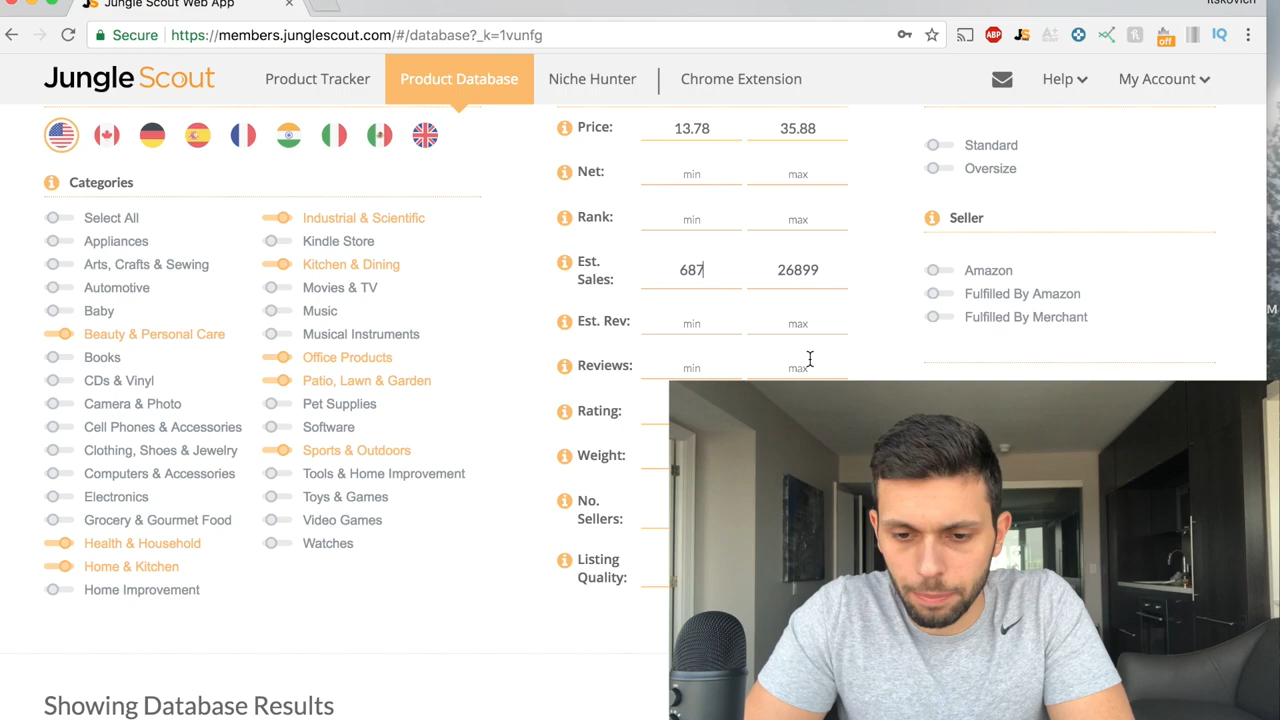 Jungle Scout Web App
Itskovich
Secure
https://members.junglescout.com/#/database?_k=1vunfg
ABP
JS
off
IQ
Jungle Scout
Product Tracker
Product Database
Niche Hunter
Chrome Extension
Help
My Account
Categories
Select All
Appliances
Arts, Crafts & Sewing
Automotive
Baby
Beauty & Personal Care
Books
CDs & Vinyl
Camera & Photo
Cell Phones & Accessories
Clothing, Shoes & Jewelry
Computers & Accessories
Electronics
Grocery & Gourmet Food
Health & Household
Home & Kitchen
Home Improvement
Industrial & Scientific
Kindle Store
Kitchen & Dining
Movies & TV
Music
Musical Instruments
Office Products
Patio, Lawn & Garden
Pet Supplies
Software
Sports & Outdoors
Tools & Home Improvement
Toys & Games
Video Games
Watches
Price: 13.78 35.88
Net: min max
Rank: min max
Est.
Sales: 687 26899
Est. Rev: min max
Reviews: min max
Rating:
Weight:
No.
Sellers:
Listing
Quality:
Standard
Oversize
Seller
Amazon
Fulfilled By Amazon
Fulfilled By Merchant
Showing Database Results